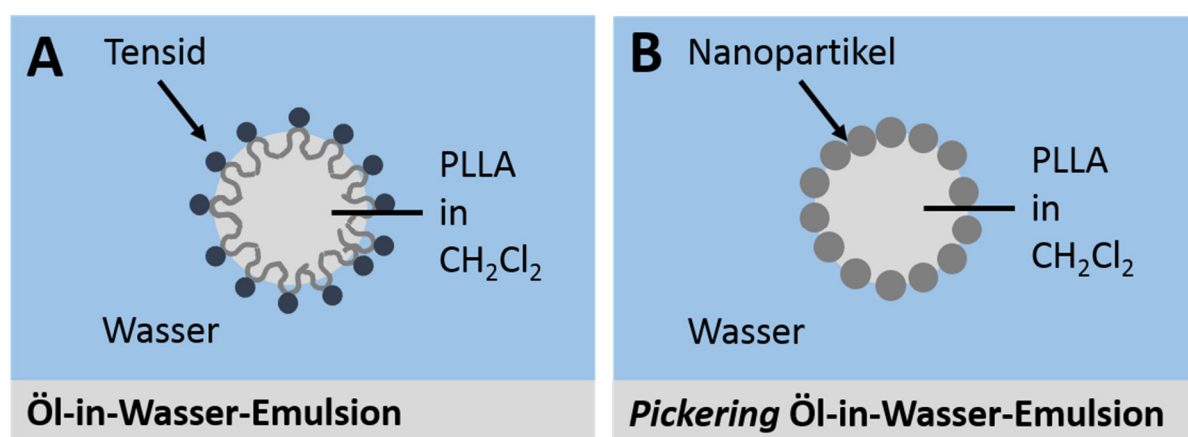 A
Tensid
PLLA
in
CH₂Cl₂
Wasser
Öl-in-Wasser-Emulsion
B
Nanopartikel
PLLA
in
CH₂Cl₂
Wasser
Pickering Öl-in-Wasser-Emulsion